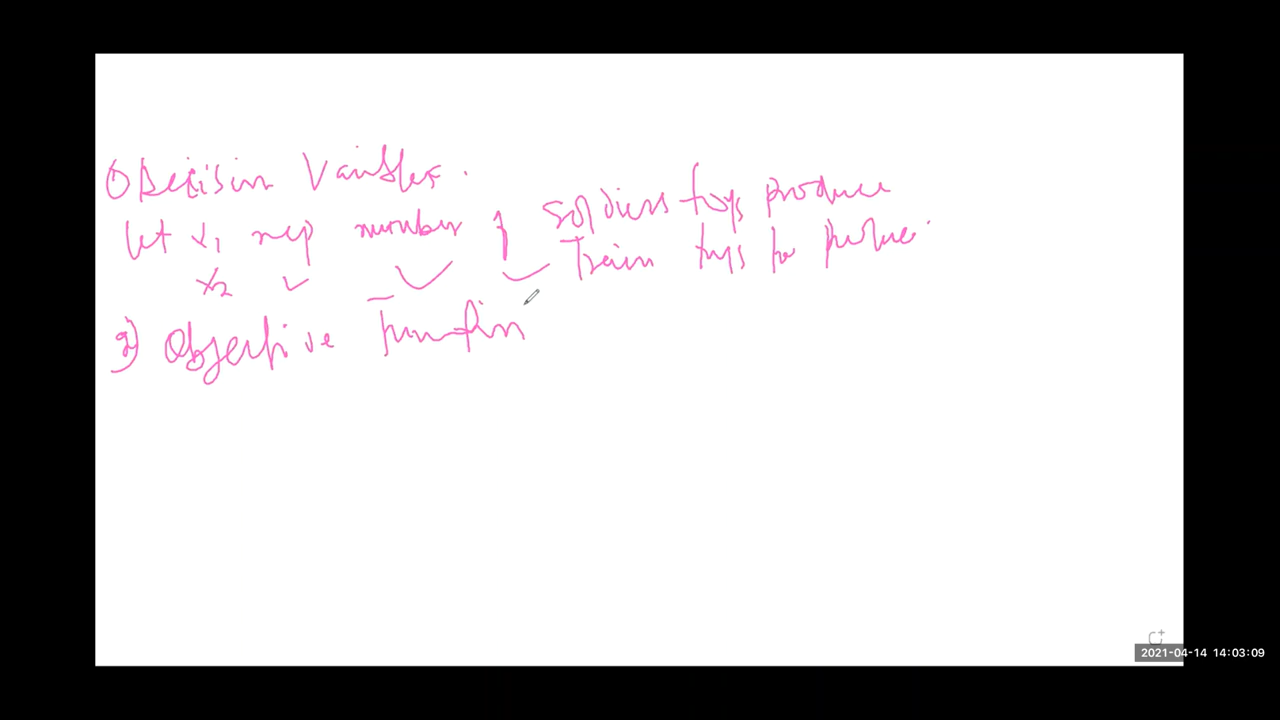 ① Decision Variables.
let x₁ rep number of soldiers toys produce
x₂ ✓ ✓ ✓ Train toys to produce.
2) Objective Function
2021-04-14 14:03:09